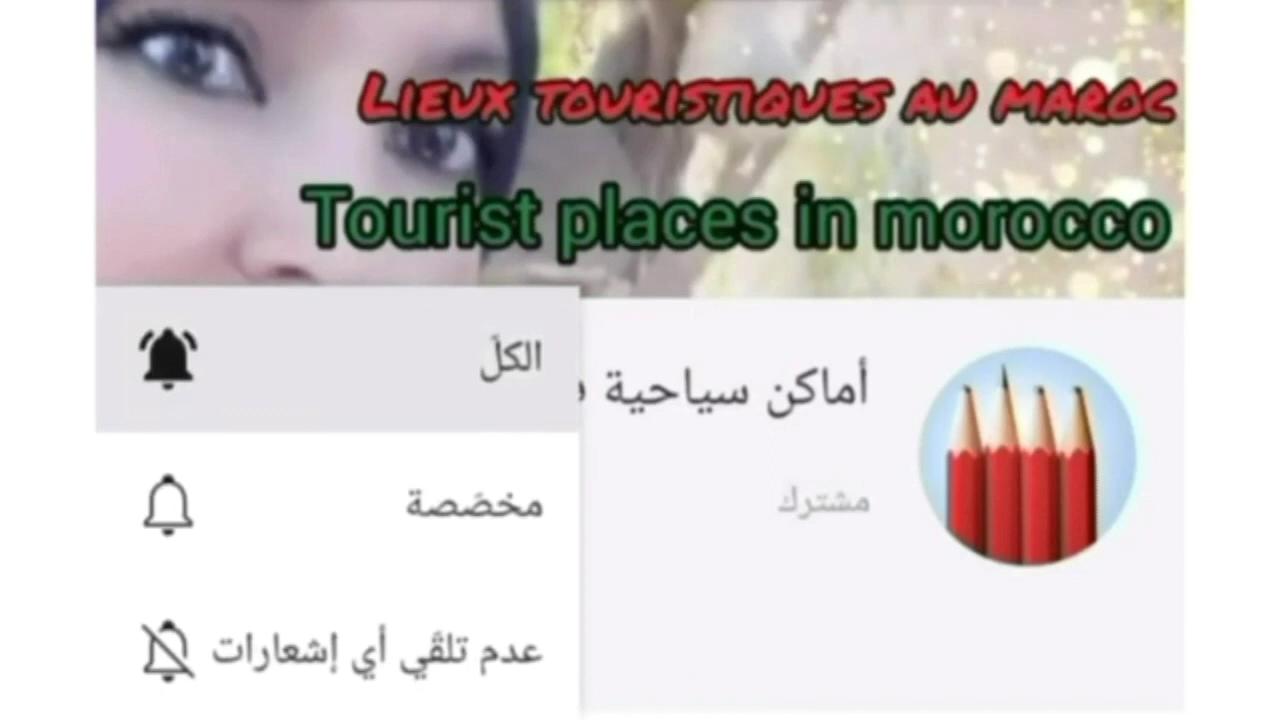 Lieux touristiques au maroc
Tourist places in morocco
أماكن سياحية
مشترك
الكلّ
مخصّصة
عدم تلقّي أي إشعارات